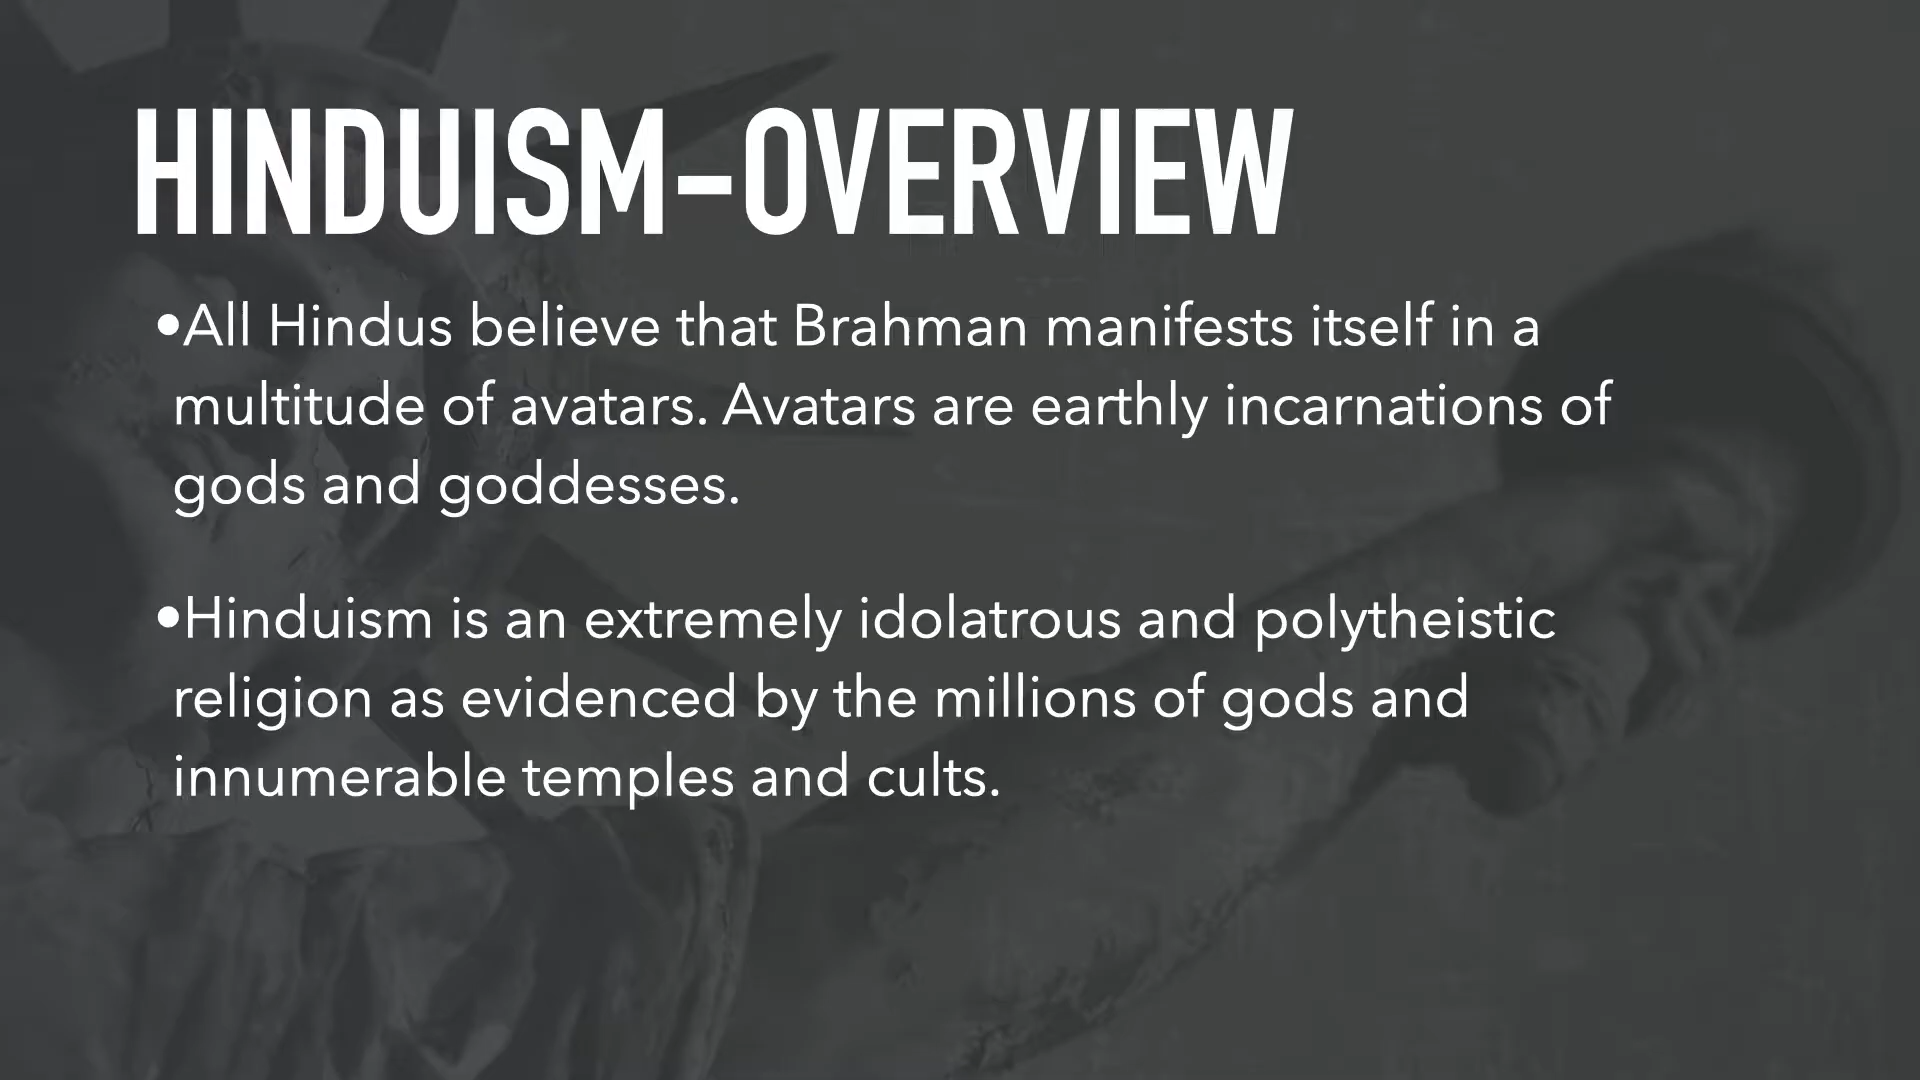 HINDUISM–OVERVIEW
•All Hindus believe that Brahman manifests itself in a
multitude of avatars. Avatars are earthly incarnations of
gods and goddesses.
•Hinduism is an extremely idolatrous and polytheistic
religion as evidenced by the millions of gods and
innumerable temples and cults.